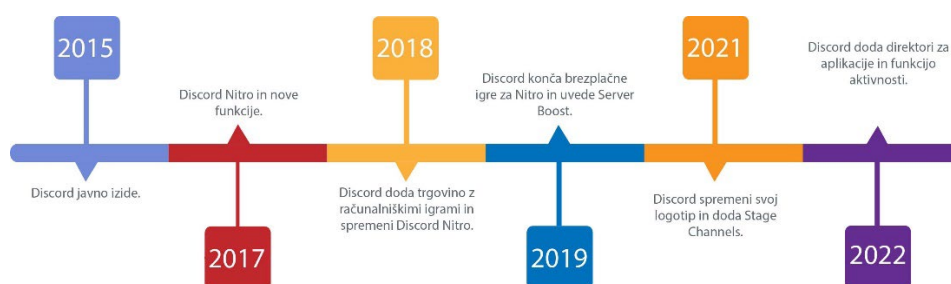 2015
Discord javno izide.
Discord Nitro in nove
funkcije.
2017
2018
Discord doda trgovino z
računalniškimi igrami in
spremeni Discord Nitro.
Discord konča brezplačne
igre za Nitro in uvede Server
Boost.
2019
2021
Discord spremeni svoj
logotip in doda Stage
Channels.
Discord doda direktori za
aplikacije in funkcijo
aktivnosti.
2022